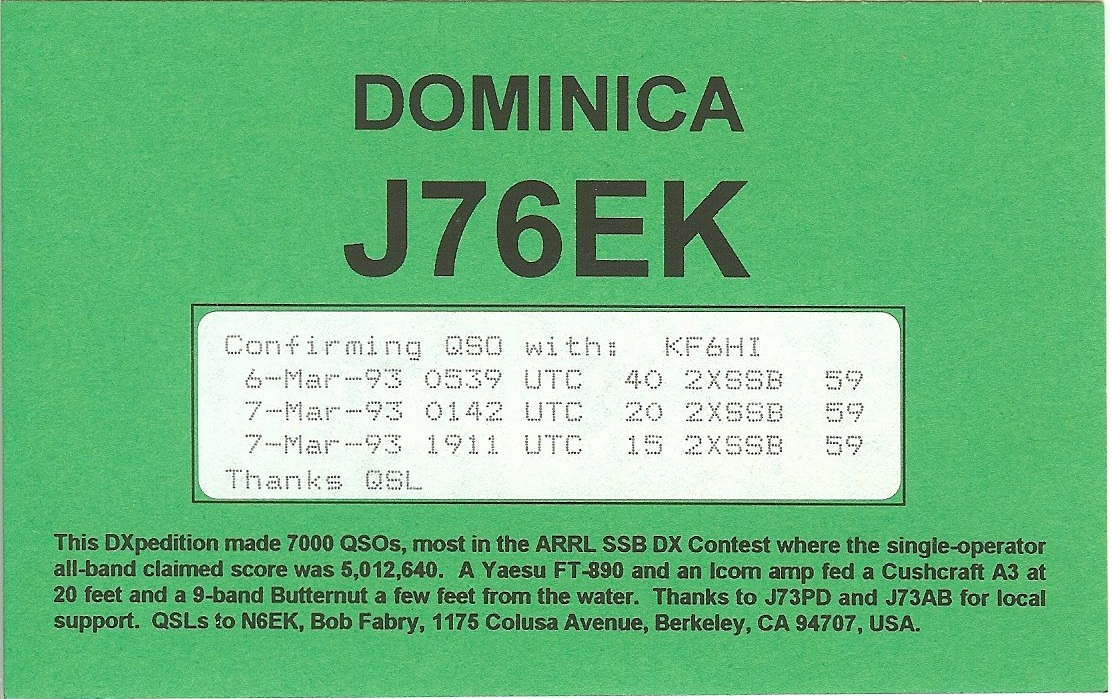 DOMINICA
J76EK
Confirming QSO with: KF6HI
6-Mar-93 0539 UTC 40 2XSSB 59
7-Mar-93 0142 UTC 20 2XSSB 59
7-Mar-93 1911 UTC 15 2XSSB 59
Thanks QSL
This DXpedition made 7000 QSOs, most in the ARRL SSB DX Contest where the single-operator
all-band claimed score was 5,012,640. A Yaesu FT-890 and an Icom amp fed a Cushcraft A3 at
20 feet and a 9-band Butternut a few feet from the water. Thanks to J73PD and J73AB for local
support. QSLs to N6EK, Bob Fabry, 1175 Colusa Avenue, Berkeley, CA 94707, USA.